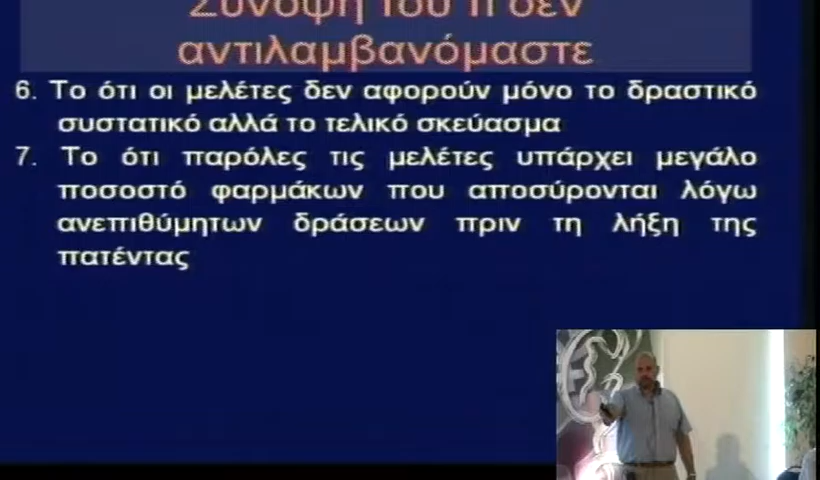 Σύνοψη του τι δεν
αντιλαμβανόμαστε
6. Το ότι οι μελέτες δεν αφορούν μόνο το δραστικό
συστατικό αλλά το τελικό σκεύασμα
7. Το ότι παρόλες τις μελέτες υπάρχει μεγάλο
ποσοστό φαρμάκων που αποσύρονται λόγω
ανεπιθύμητων δράσεων πριν τη λήξη της
πατέντας